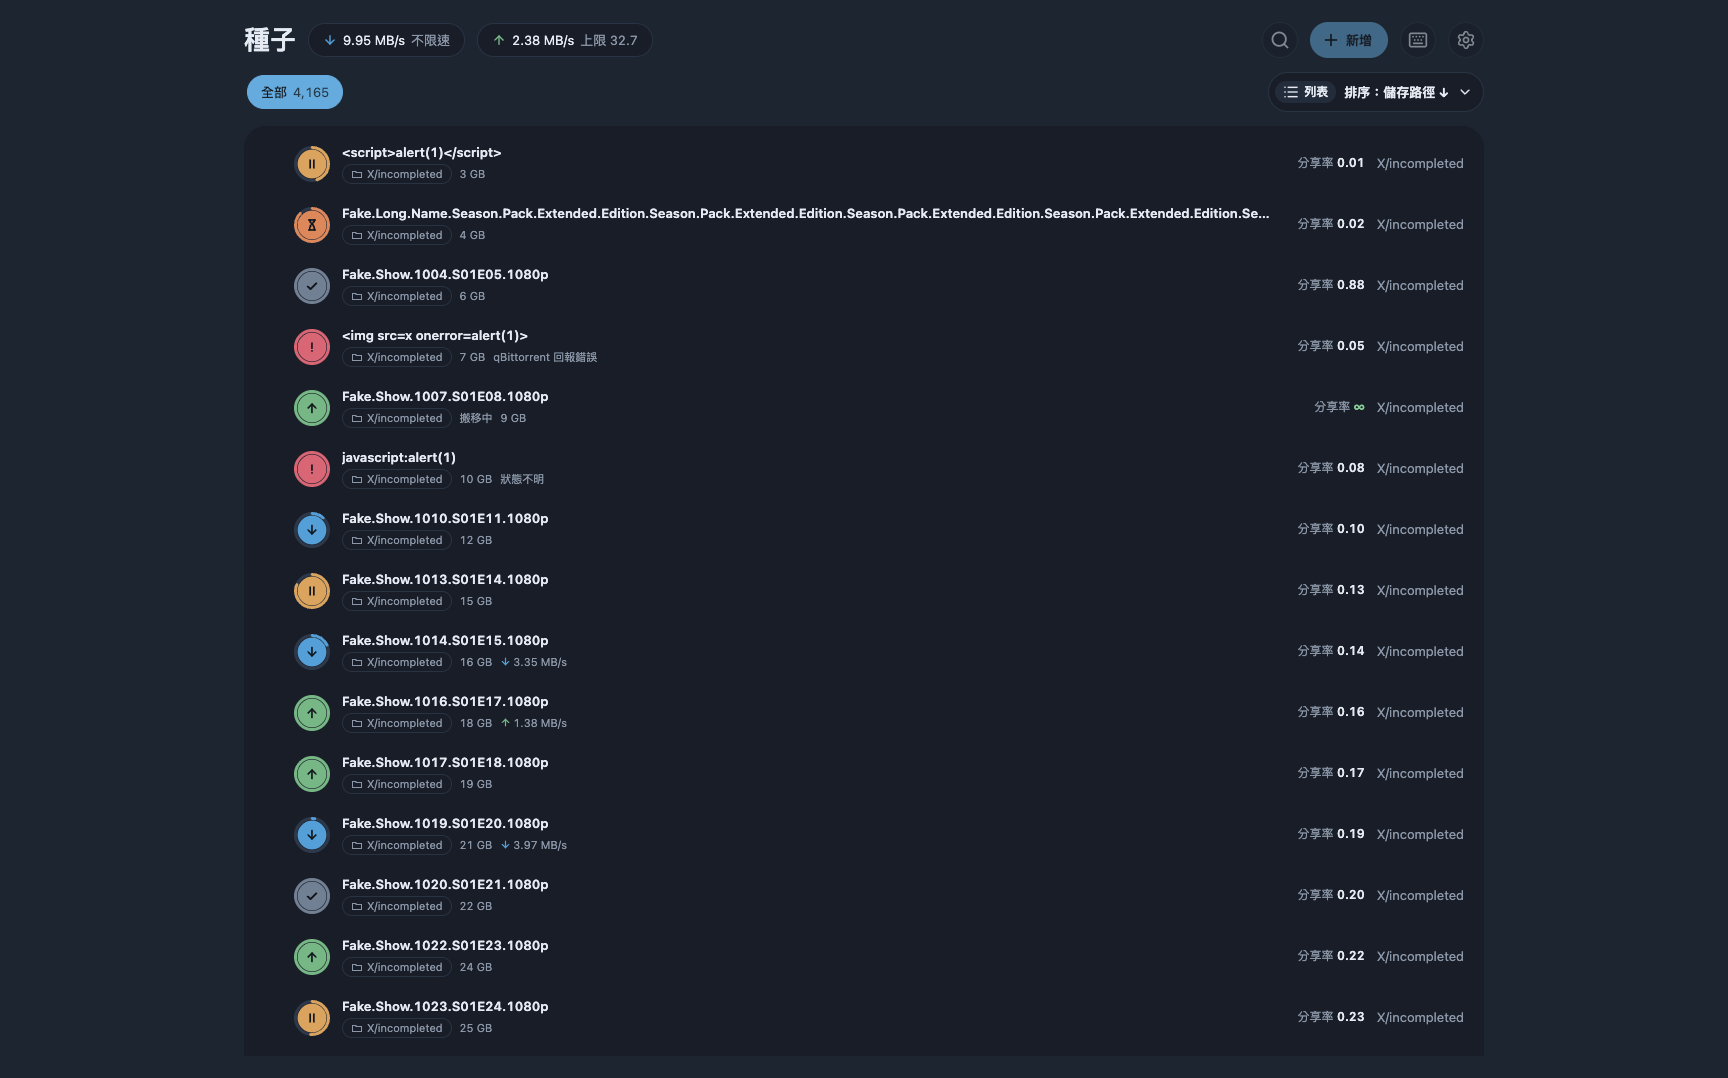 種子 9.95 MB/s 不限速 2.38 MB/s 上限 32.7 新增
全部 4,165 列表 排序：儲存路徑
<script>alert(1)</script>
X/incompleted 3 GB 分享率 0.01 X/incompleted
Fake.Long.Name.Season.Pack.Extended.Edition.Season.Pack.Extended.Edition.Season.Pack.Extended.Edition.Season.Pack.Extended.Edition.Se...
X/incompleted 4 GB 分享率 0.02 X/incompleted
Fake.Show.1004.S01E05.1080p
X/incompleted 6 GB 分享率 0.88 X/incompleted
<img src=x onerror=alert(1)>
X/incompleted 7 GB qBittorrent 回報錯誤 分享率 0.05 X/incompleted
Fake.Show.1007.S01E08.1080p
X/incompleted 搬移中 9 GB 分享率 ∞ X/incompleted
javascript:alert(1)
X/incompleted 10 GB 狀態不明 分享率 0.08 X/incompleted
Fake.Show.1010.S01E11.1080p
X/incompleted 12 GB 分享率 0.10 X/incompleted
Fake.Show.1013.S01E14.1080p
X/incompleted 15 GB 分享率 0.13 X/incompleted
Fake.Show.1014.S01E15.1080p
X/incompleted 16 GB 3.35 MB/s 分享率 0.14 X/incompleted
Fake.Show.1016.S01E17.1080p
X/incompleted 18 GB 1.38 MB/s 分享率 0.16 X/incompleted
Fake.Show.1017.S01E18.1080p
X/incompleted 19 GB 分享率 0.17 X/incompleted
Fake.Show.1019.S01E20.1080p
X/incompleted 21 GB 3.97 MB/s 分享率 0.19 X/incompleted
Fake.Show.1020.S01E21.1080p
X/incompleted 22 GB 分享率 0.20 X/incompleted
Fake.Show.1022.S01E23.1080p
X/incompleted 24 GB 分享率 0.22 X/incompleted
Fake.Show.1023.S01E24.1080p
X/incompleted 25 GB 分享率 0.23 X/incompleted